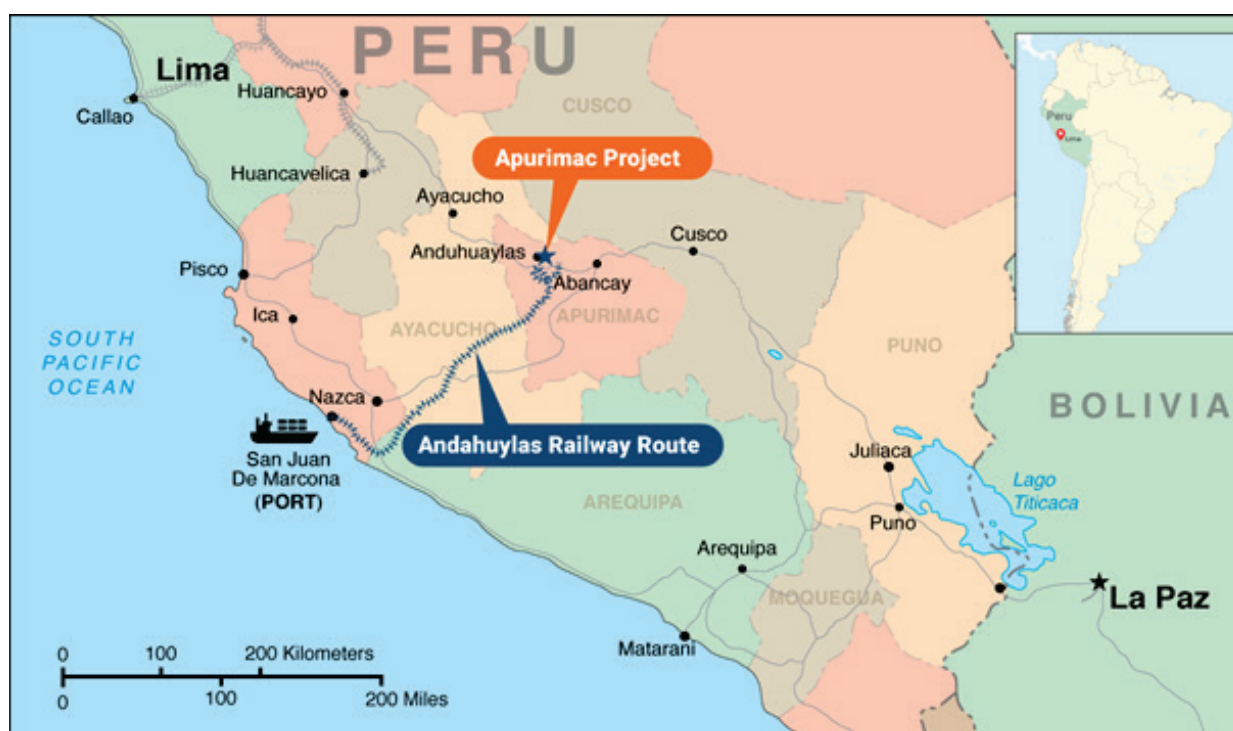 PERU
Lima
Callao
Huancayo
CUSCO
Huancavelica
Apurimac Project
Ayacucho
Anduhuaylas
Cusco
Abancay
Pisco
Ica
AYACUCHO
APURIMAC
PUNO
SOUTH
PACIFIC
OCEAN
Nazca
Andahuylas Railway Route
San Juan
De Marcona
(PORT)
BOLIVIA
Juliaca
Lago
Titicaca
Puno
AREQUIPA
Arequipa
MOQUEGUA
La Paz
Matarani
0 100 200 Kilometers
0 100 200 Miles
Peru
Lima